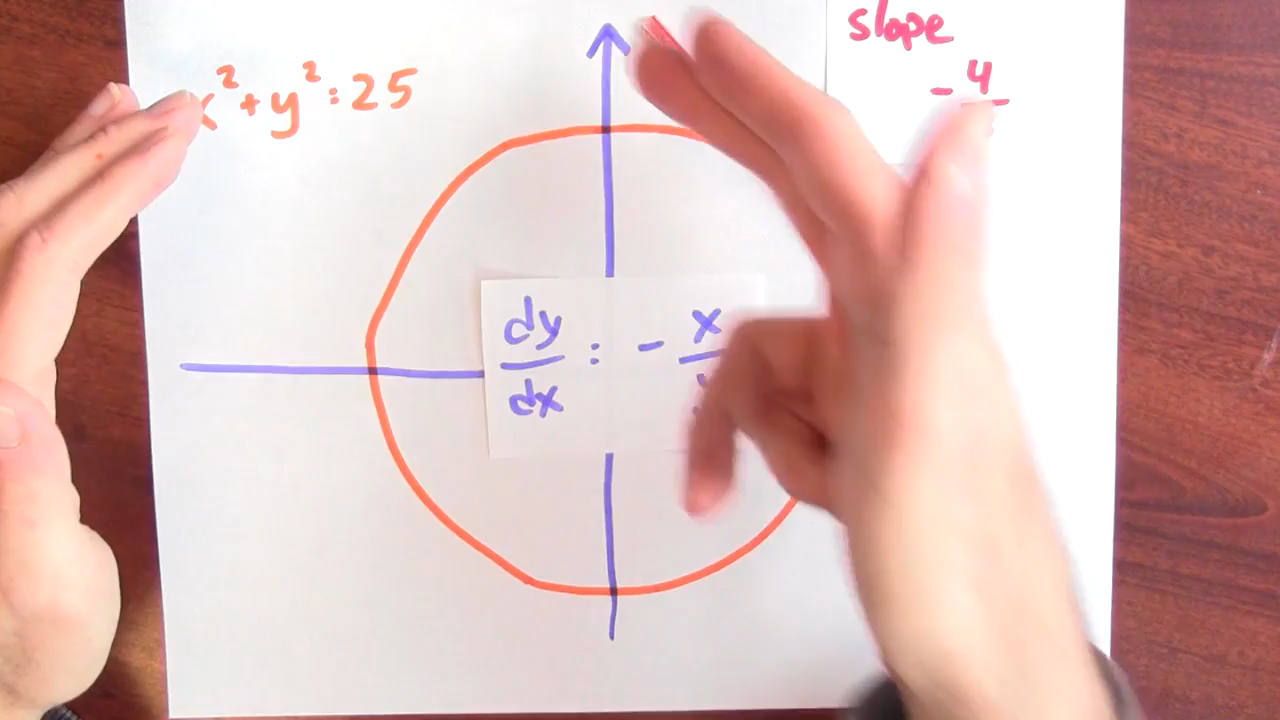 x²+y²=25
slope
- 4
dy/dx = - x